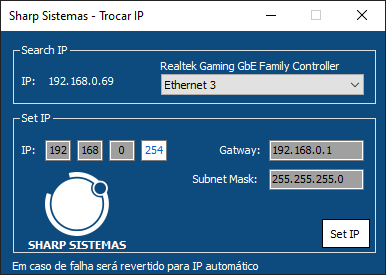 Sharp Sistemas - Trocar IP
Search IP
Realtek Gaming GbE Family Controller
IP: 192.168.0.69
Ethernet 3
Set IP
IP: 192 168 0 254
Gatway: 192.168.0.1
Subnet Mask: 255.255.255.0
SHARP SISTEMAS
Set IP
Em caso de falha será revertido para IP automático